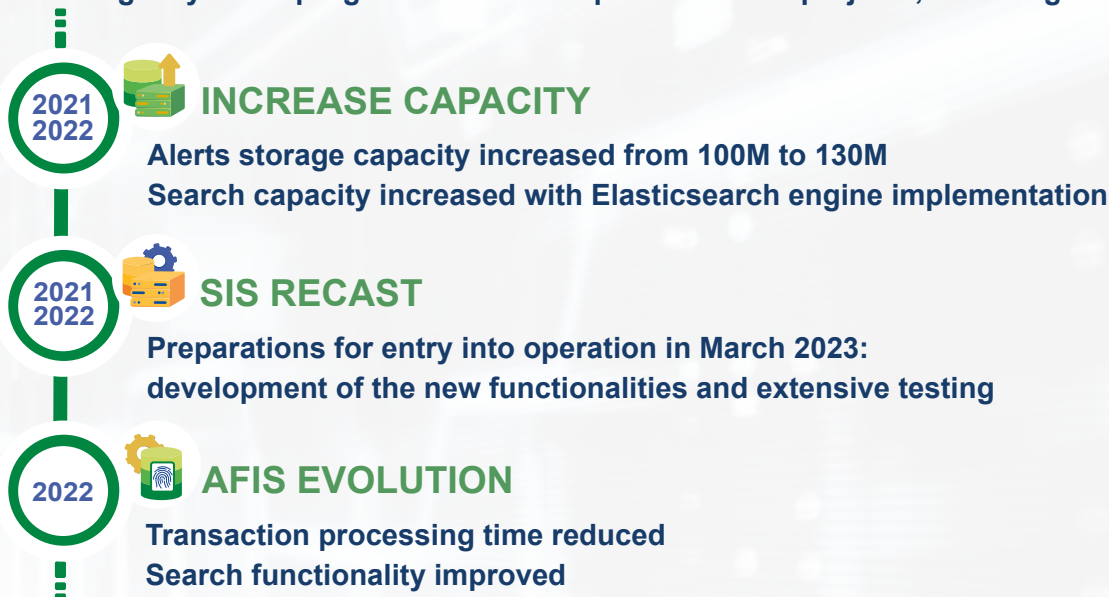 2021
2022
INCREASE CAPACITY
Alerts storage capacity increased from 100M to 130M
Search capacity increased with Elasticsearch engine implementation
2021
2022
SIS RECAST
Preparations for entry into operation in March 2023:
development of the new functionalities and extensive testing
2022
AFIS EVOLUTION
Transaction processing time reduced
Search functionality improved